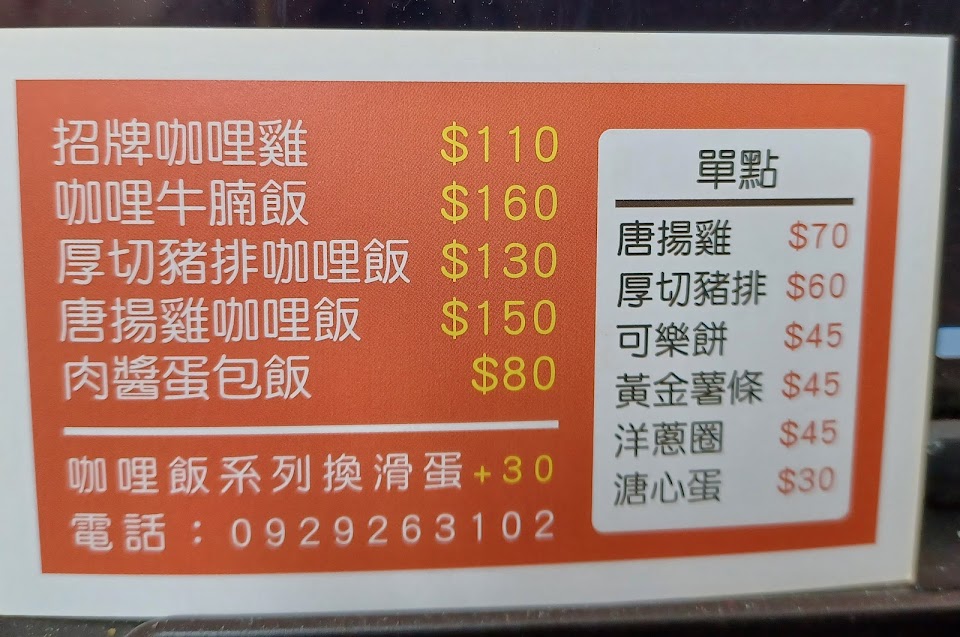 招牌咖哩雞 $110
咖哩牛腩飯 $160
厚切豬排咖哩飯 $130
唐揚雞咖哩飯 $150
肉醬蛋包飯 $80
咖哩飯系列換滑蛋+30
電話：0929263102
單點
唐揚雞 $70
厚切豬排 $60
可樂餅 $45
黃金薯條 $45
洋蔥圈 $45
溏心蛋 $30